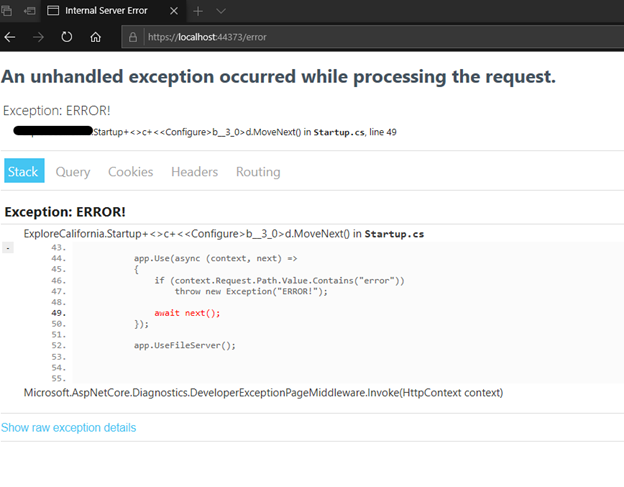 Internal Server Error
https://localhost:44373/error
An unhandled exception occurred while processing the request.
Exception: ERROR!
.Startup+<>c+<<Configure>b__3_0>d.MoveNext() in Startup.cs, line 49
Stack Query Cookies Headers Routing
Exception: ERROR!
ExploreCalifornia.Startup+<>c+<<Configure>b__3_0>d.MoveNext() in Startup.cs
43.
44. app.Use(async (context, next) =>
45. {
46. if (context.Request.Path.Value.Contains("error"))
47. throw new Exception("ERROR!");
48.
49. await next();
50. });
51.
52. app.UseFileServer();
53.
54.
55.
Microsoft.AspNetCore.Diagnostics.DeveloperExceptionPageMiddleware.Invoke(HttpContext context)
Show raw exception details